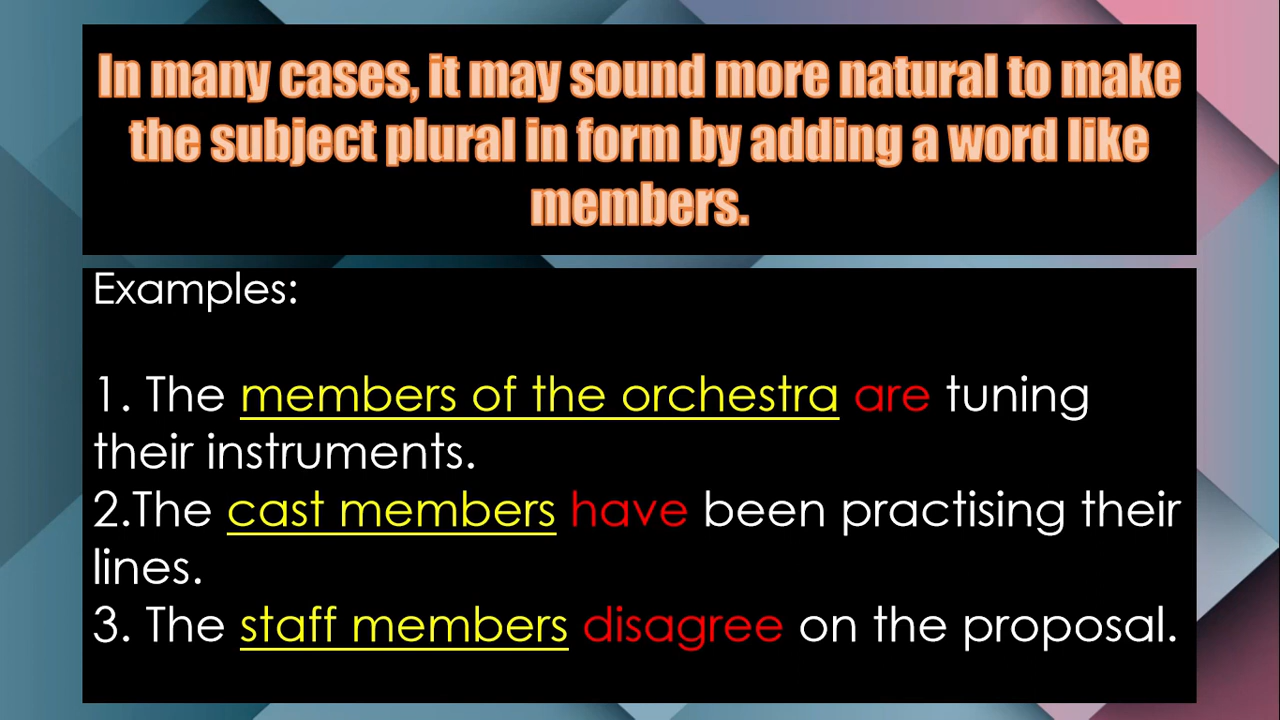 In many cases, it may sound more natural to make
the subject plural in form by adding a word like
members.
Examples:
1. The members of the orchestra are tuning
their instruments.
2.The cast members have been practising their
lines.
3. The staff members disagree on the proposal.